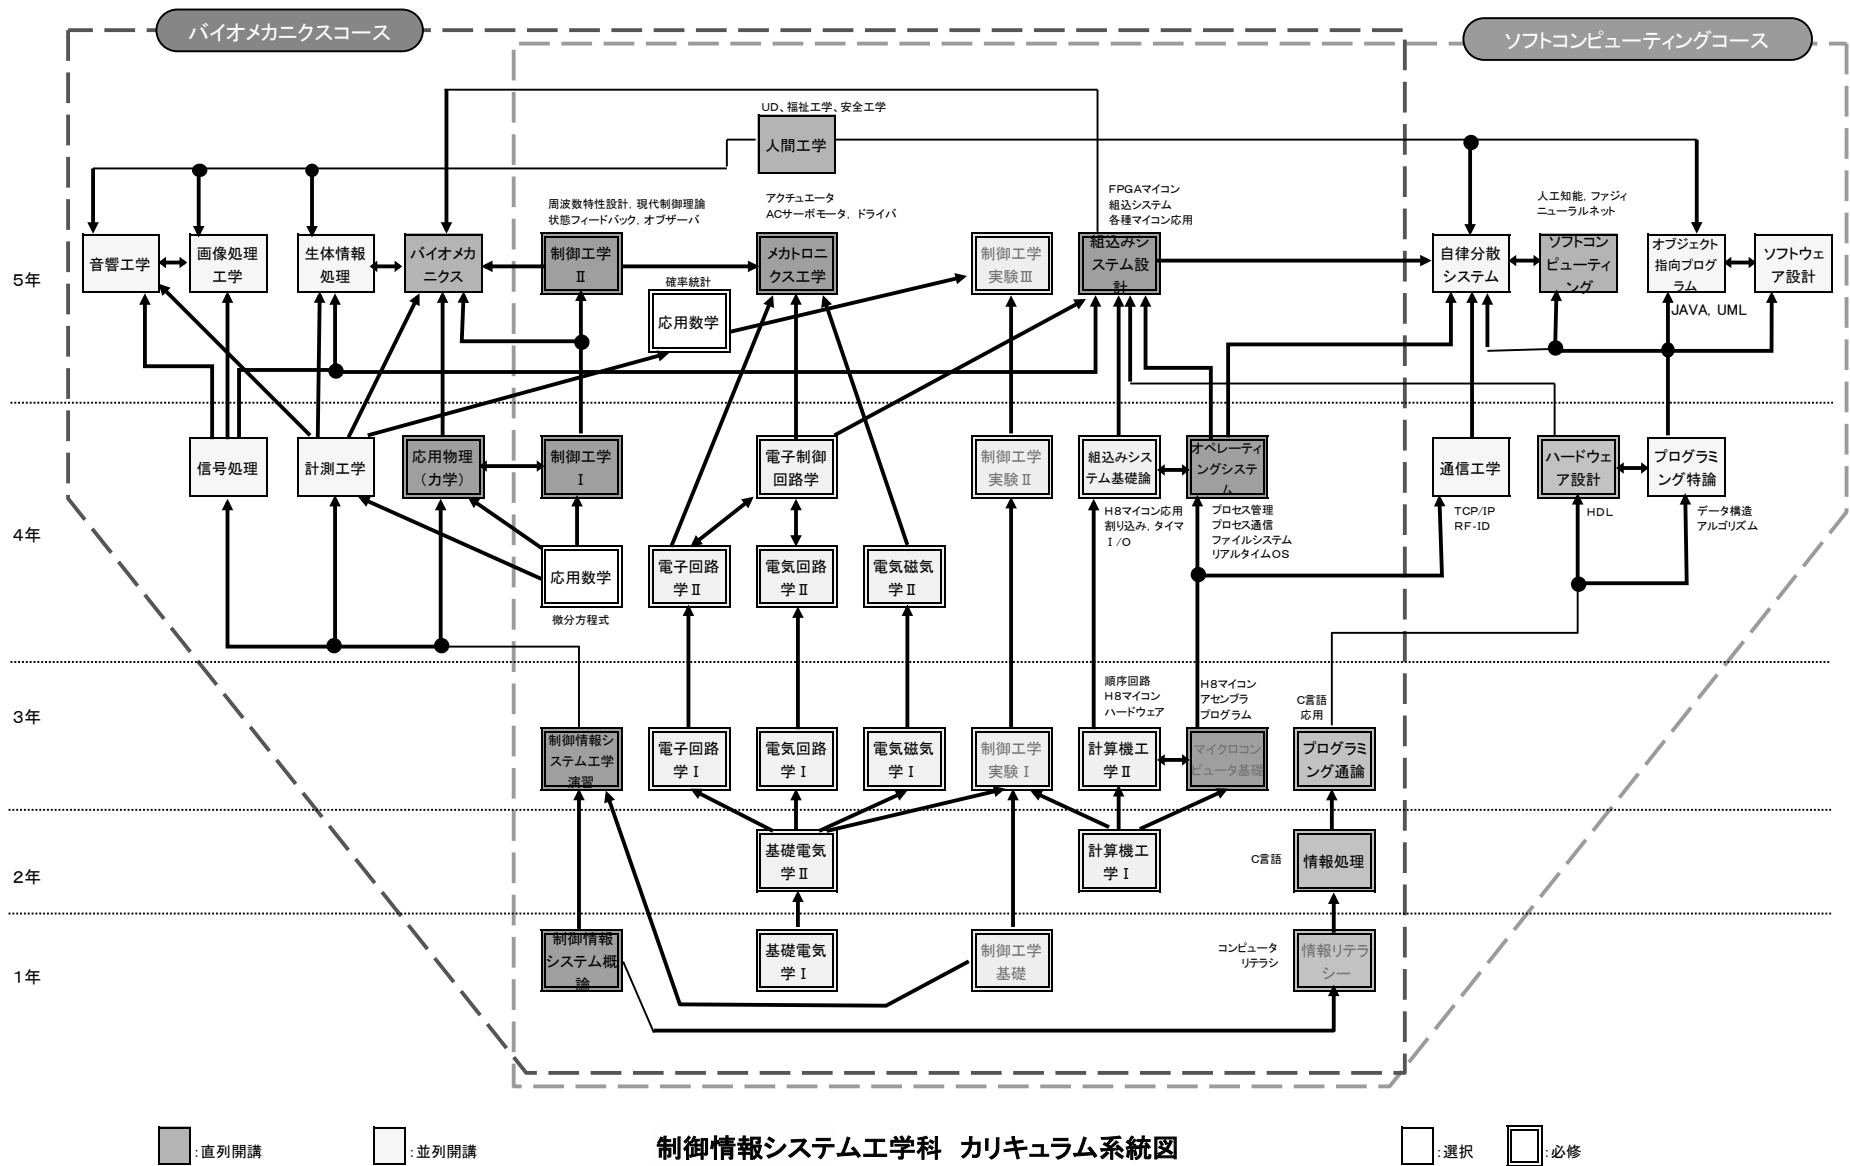 バイオメカニクスコース
ソフトコンピューティングコース
UD、福祉工学、安全工学
人間工学
周波数特性設計、現代制御理論
状態フィードバック、オブザーバ
アクチュエータ
ACサーボモータ、ドライバ
FPGAマイコン
組込システム
各種マイコン応用
人工知能、ファジィ
ニューラルネット
5年
音響工学
画像処理
工学
生体情報
処理
バイオメカ
ニクス
制御工学
Ⅱ
メカトロニ
クス工学
制御工学
実験Ⅲ
組込みシ
ステム設
計
自律分散
システム
ソフトコン
ピューティ
ング
オブジェクト
指向プログ
ラム
ソフトウェ
ア設計
JAVA, UML
確率統計
応用数学
4年
信号処理
計測工学
応用物理
(力学)
制御工学
Ⅰ
電子制御
回路学
制御工学
実験Ⅱ
組込みシス
テム基礎論
オペレーティ
ングシステ
ム
通信工学
ハードウェ
ア設計
プログラミ
ング特論
H8マイコン応用
割り込み、タイマ
I/O
プロセス管理
プロセス通信
ファイルシステム
リアルタイムOS
TCP/IP
RF-ID
HDL
データ構造
アルゴリズム
応用数学
微分方程式
電子回路
学Ⅱ
電気回路
学Ⅱ
電気磁気
学Ⅱ
3年
順序回路
H8マイコン
ハードウェア
H8マイコン
アセンブラ
プログラム
C言語
応用
制御情報シ
ステム工学
演習
電子回路
学Ⅰ
電気回路
学Ⅰ
電気磁気
学Ⅰ
制御工学
実験Ⅰ
計算機工
学Ⅱ
マイクロコン
ピュータ基礎
プログラミ
ング通論
2年
基礎電気
学Ⅱ
計算機工
学Ⅰ
C言語
情報処理
1年
制御情報
システム概
論
基礎電気
学Ⅰ
制御工学
基礎
コンピュータ
リテラシ
情報リテラ
シー
:直列開講
:並列開講
制御情報システム工学科 カリキュラム系統図
:選択
:必修